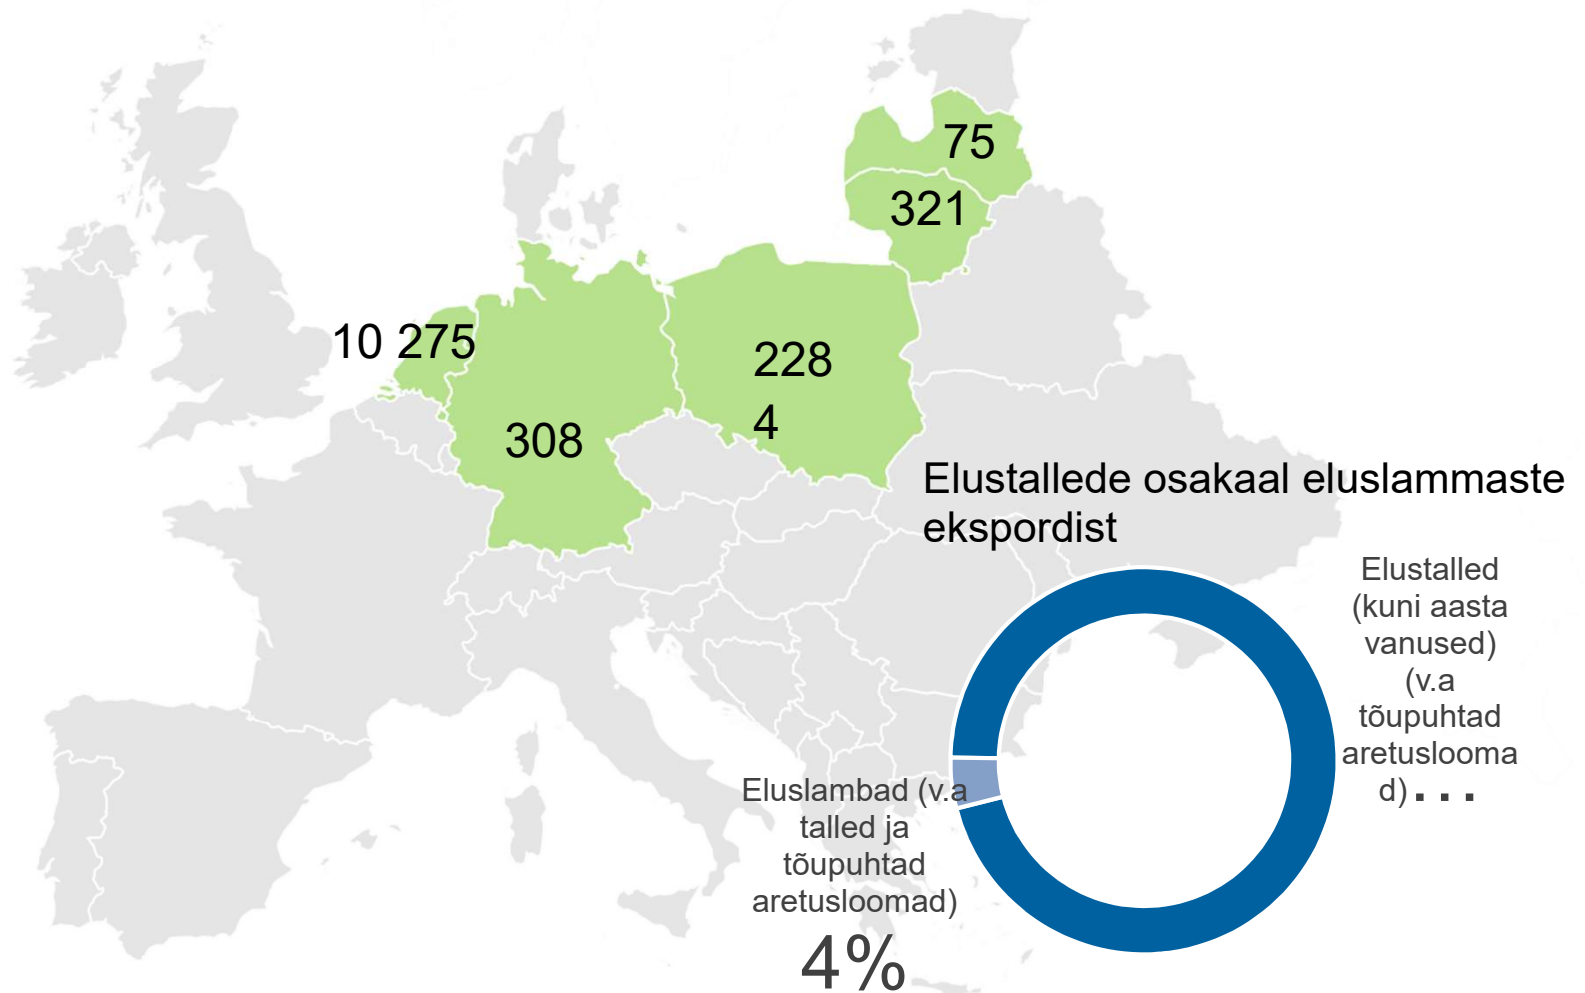 75
321
10 275
228
4
308
Elustallede osakaal eluslammaste
ekspordist
Elustalled
(kuni aasta
vanused)
(v.a
tõupuhtad
aretuslooma
d) . . .
Eluslambad (v.a
talled ja
tõupuhtad
aretusloomad)
4%